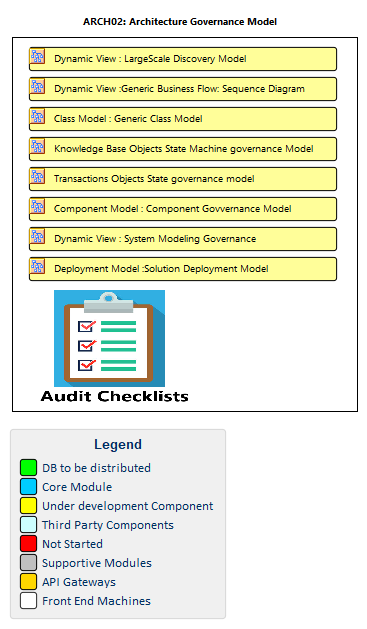 ARCH02: Architecture Governance Model
Dynamic View : LargeScale Discovery Model
Dynamic View :Generic Business Flow: Sequence Diagram
Class Model : Generic Class Model
Knowledge Base Objects State Machine governance Model
Transactions Objects State governance model
Component Model : Component Govvernance Model
Dynamic View : System Modeling Governance
Deployment Model :Solution Deployment Model
Audit Checklists
Legend
DB to be distributed
Core Module
Under development Component
Third Party Components
Not Started
Supportive Modules
API Gateways
Front End Machines